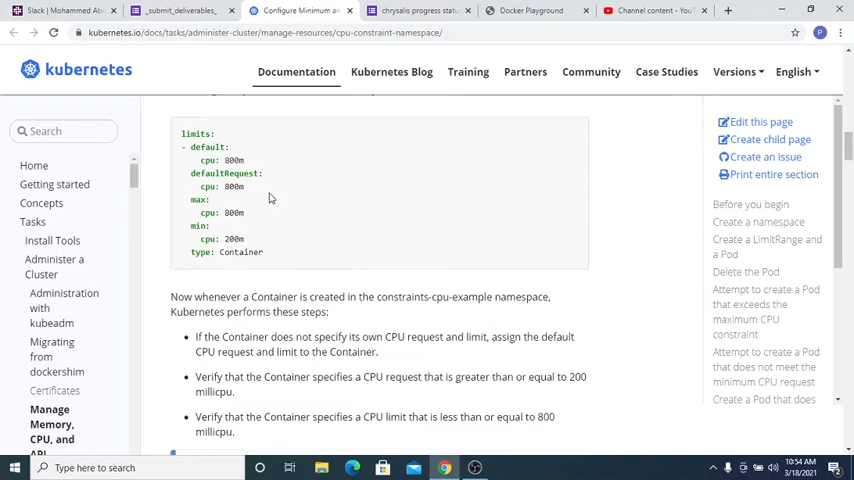 Slack | Mohammed Abo
_submit_deliverables_
Configure Minimum an
chrysalis progress statu
Docker Playground
Channel content - You
kubernetes.io/docs/tasks/administer-cluster/manage-resources/cpu-constraint-namespace/
P
kubernetes
Documentation
Kubernetes Blog
Training
Partners
Community
Case Studies
Versions
English
Search
Home
Getting started
Concepts
Tasks
Install Tools
Administer a
Cluster
Administration
with
kubeadm
Migrating
from
dockershim
Certificates
Manage
Memory,
CPU, and
API
limits:
- default:
cpu: 800m
defaultRequest:
cpu: 800m
max:
cpu: 800m
min:
cpu: 200m
type: Container
Now whenever a Container is created in the constraints-cpu-example namespace,
Kubernetes performs these steps:
If the Container does not specify its own CPU request and limit, assign the default
CPU request and limit to the Container.
Verify that the Container specifies a CPU request that is greater than or equal to 200
millicpu.
Verify that the Container specifies a CPU limit that is less than or equal to 800
millicpu.
Edit this page
Create child page
Create an issue
Print entire section
Before you begin
Create a namespace
Create a LimitRange and
a Pod
Delete the Pod
Attempt to create a Pod
that exceeds the
maximum CPU
constraint
Attempt to create a Pod
that does not meet the
minimum CPU request
Create a Pod that does
Type here to search
10:54 AM
3/18/2021
2